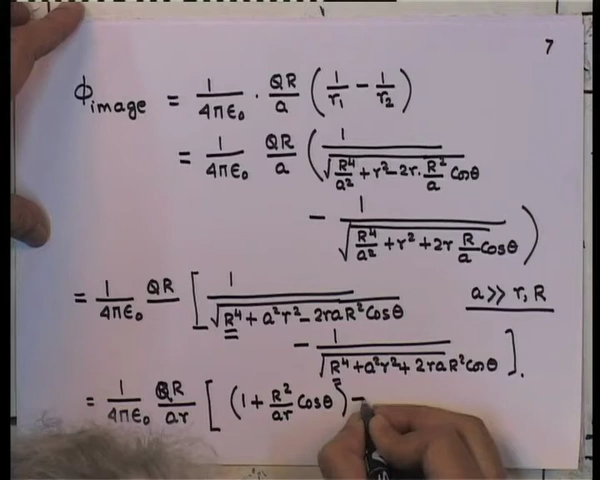 7
ϕimage = 1/4πε₀ · QR/a (1/r₁ − 1/r₂)
= 1/4πε₀ QR/a (1/√(R⁴/a² + r² − 2r · R²/a Cosθ)
− 1/√(R⁴/a² + r² + 2r R/a Cosθ))
= 1/4πε₀ QR [1/√(R⁴ + a²r² − 2raR²Cosθ) a >> r, R
− 1/√(R⁴ + a²r² + 2raR²Cosθ)].
= 1/4πε₀ QR/ar [(1 + R²/ar Cosθ) −